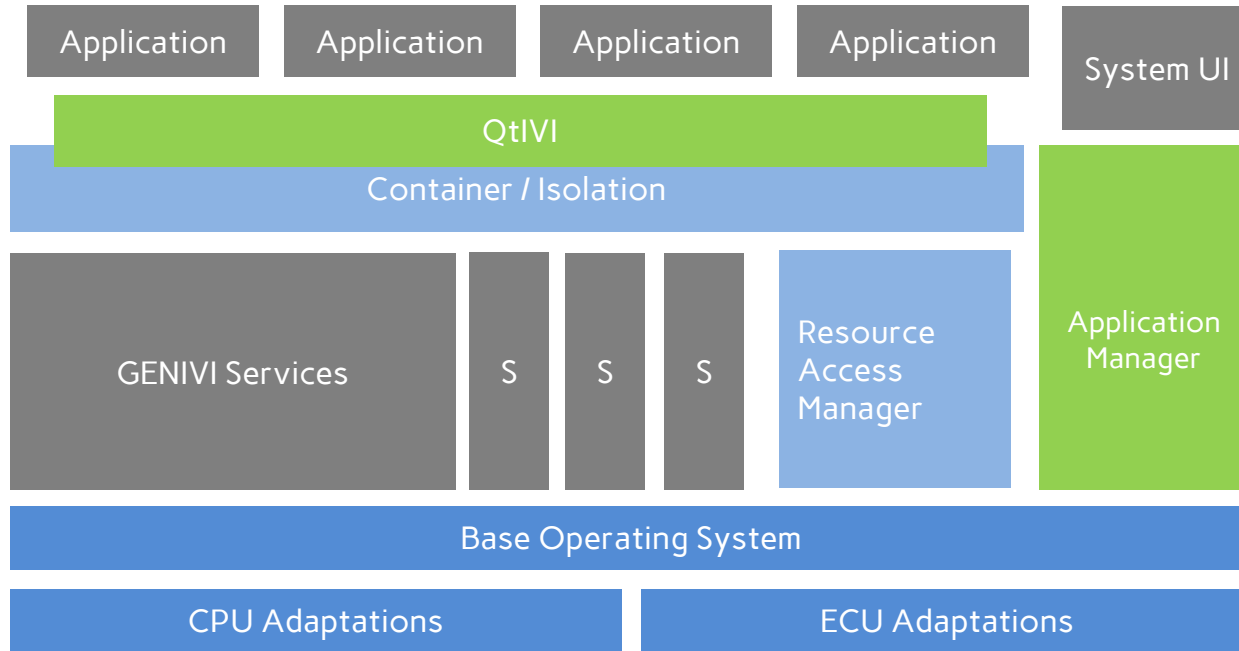 Application
Application
Application
Application
System UI
QtIVI
Container / Isolation
GENIVI Services
S
S
S
Resource
Access
Manager
Application
Manager
Base Operating System
CPU Adaptations
ECU Adaptations